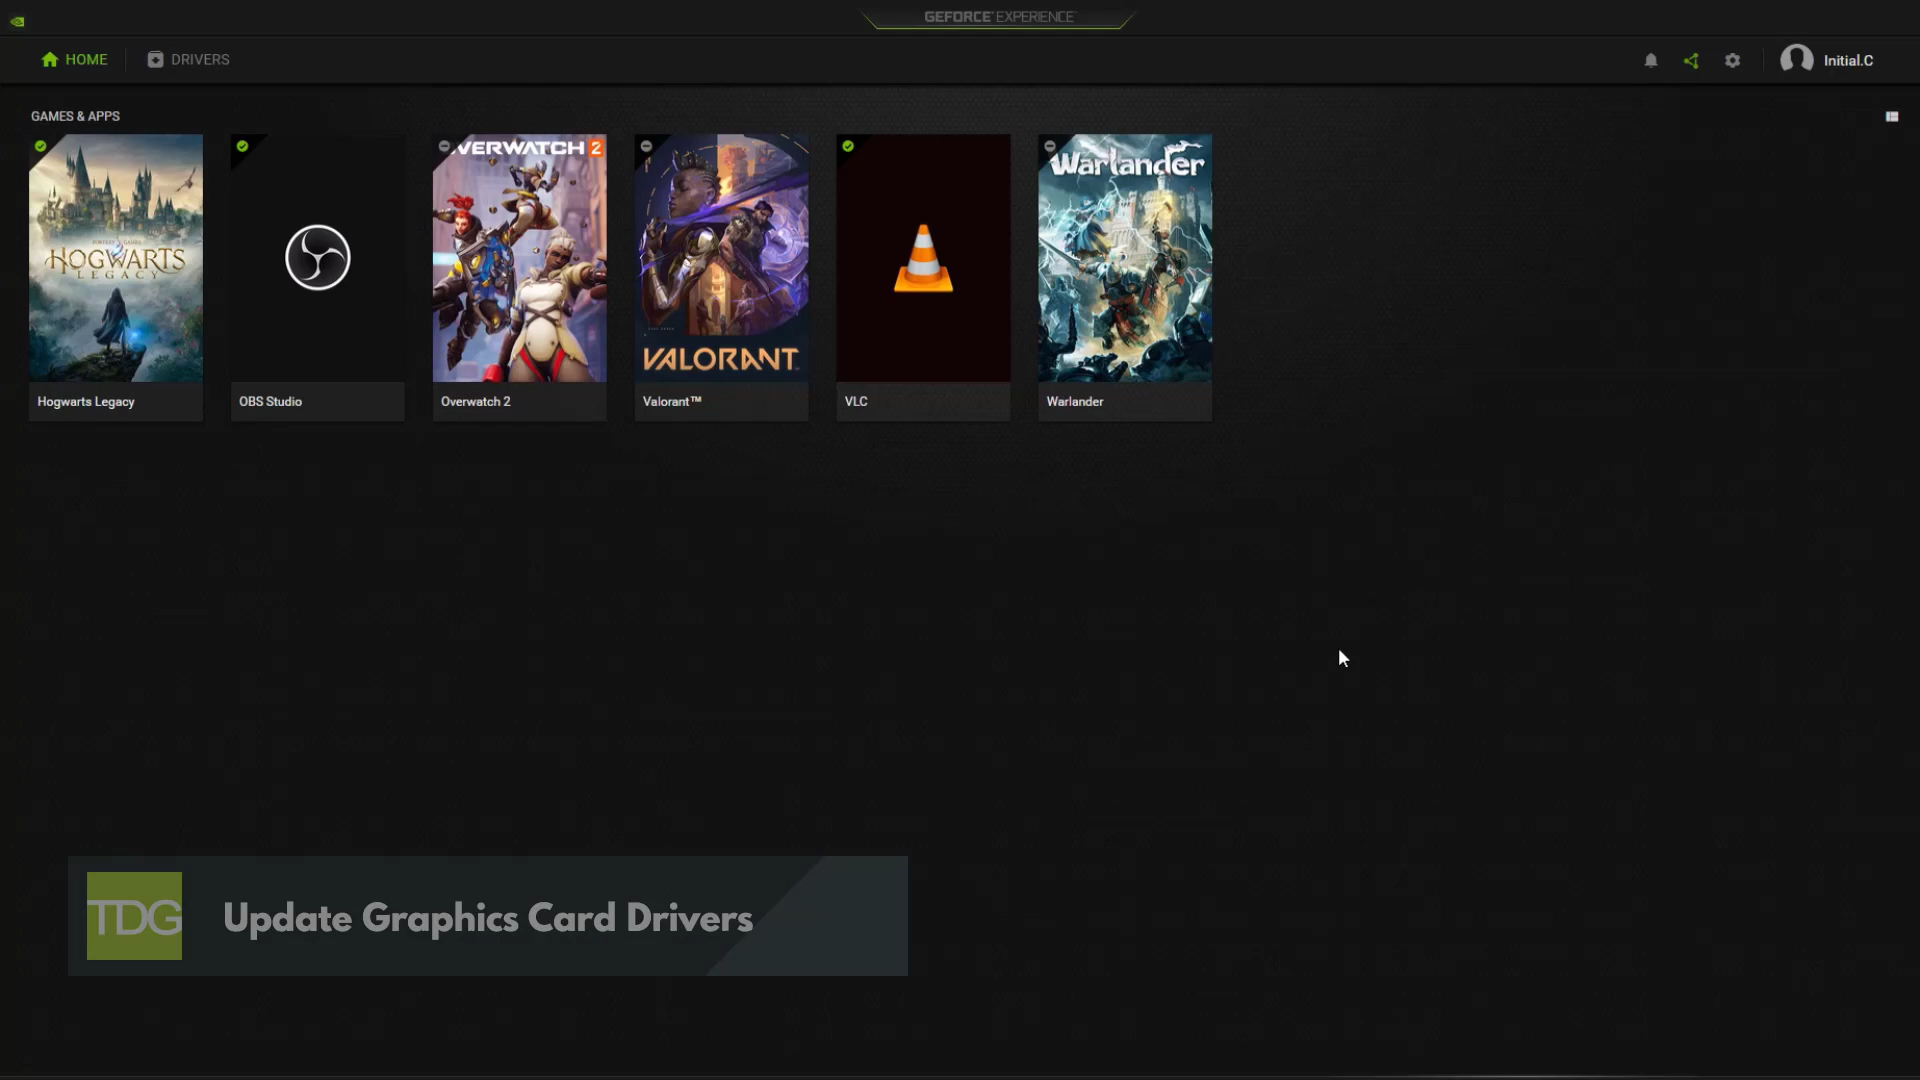 GEFORCE EXPERIENCE
HOME
DRIVERS
Initial.C
GAMES & APPS
HOGWARTS
LEGACY
VERWATCH 2
VALORANT
Warlander
Hogwarts Legacy
OBS Studio
Overwatch 2
Valorant™
VLC
Warlander
TDG
Update Graphics Card Drivers